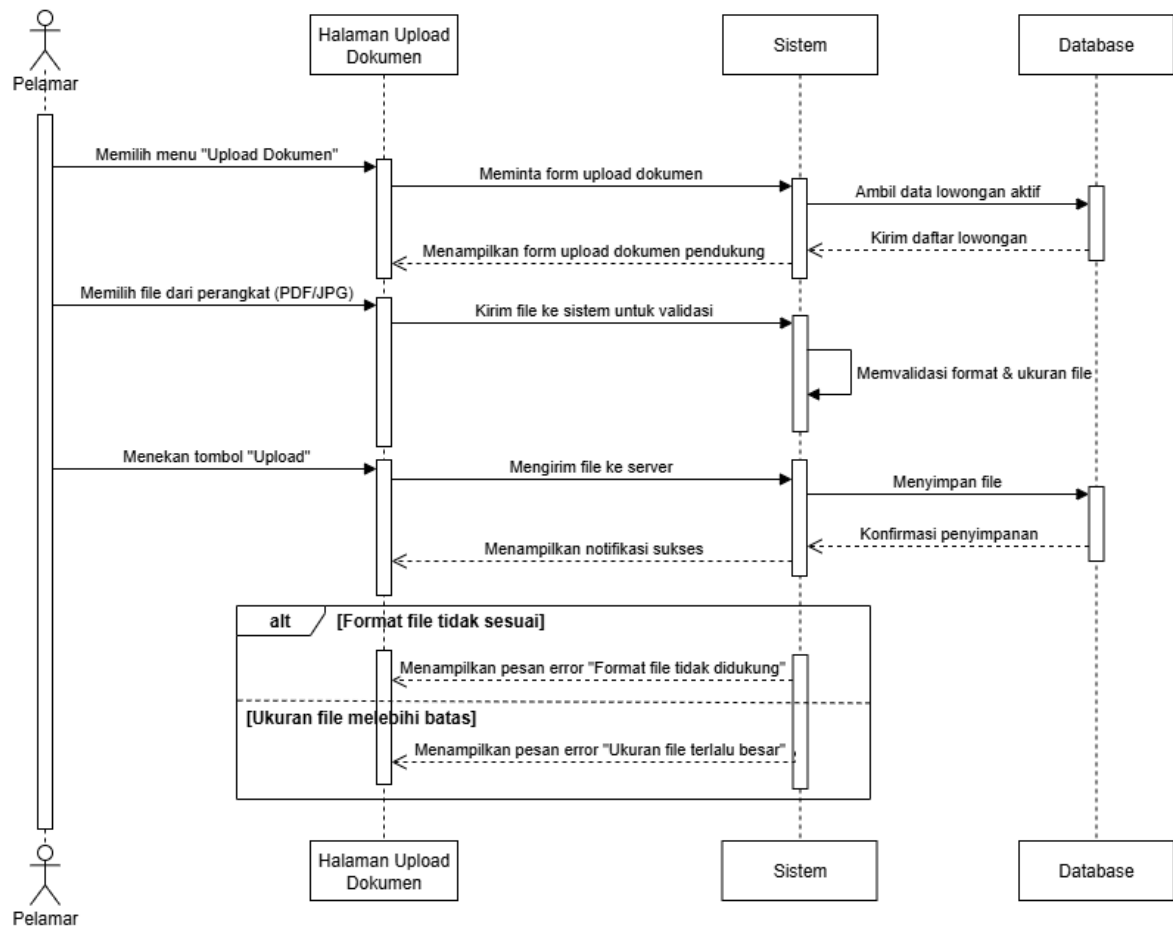 Halaman Upload
Dokumen
Sistem
Database
Pelamar
Memilih menu "Upload Dokumen"
Meminta form upload dokumen
Ambil data lowongan aktif
Kirim daftar lowongan
Menampilkan form upload dokumen pendukung
Memilih file dari perangkat (PDF/JPG)
Kirim file ke sistem untuk validasi
Memvalidasi format & ukuran file
Menekan tombol "Upload"
Mengirim file ke server
Menyimpan file
Konfirmasi penyimpanan
Menampilkan notifikasi sukses
alt
[Format file tidak sesuai]
Menampilkan pesan error "Format file tidak didukung"
[Ukuran file melebihi batas]
Menampilkan pesan error "Ukuran file terlalu besar"
Halaman Upload
Dokumen
Sistem
Database
Pelamar